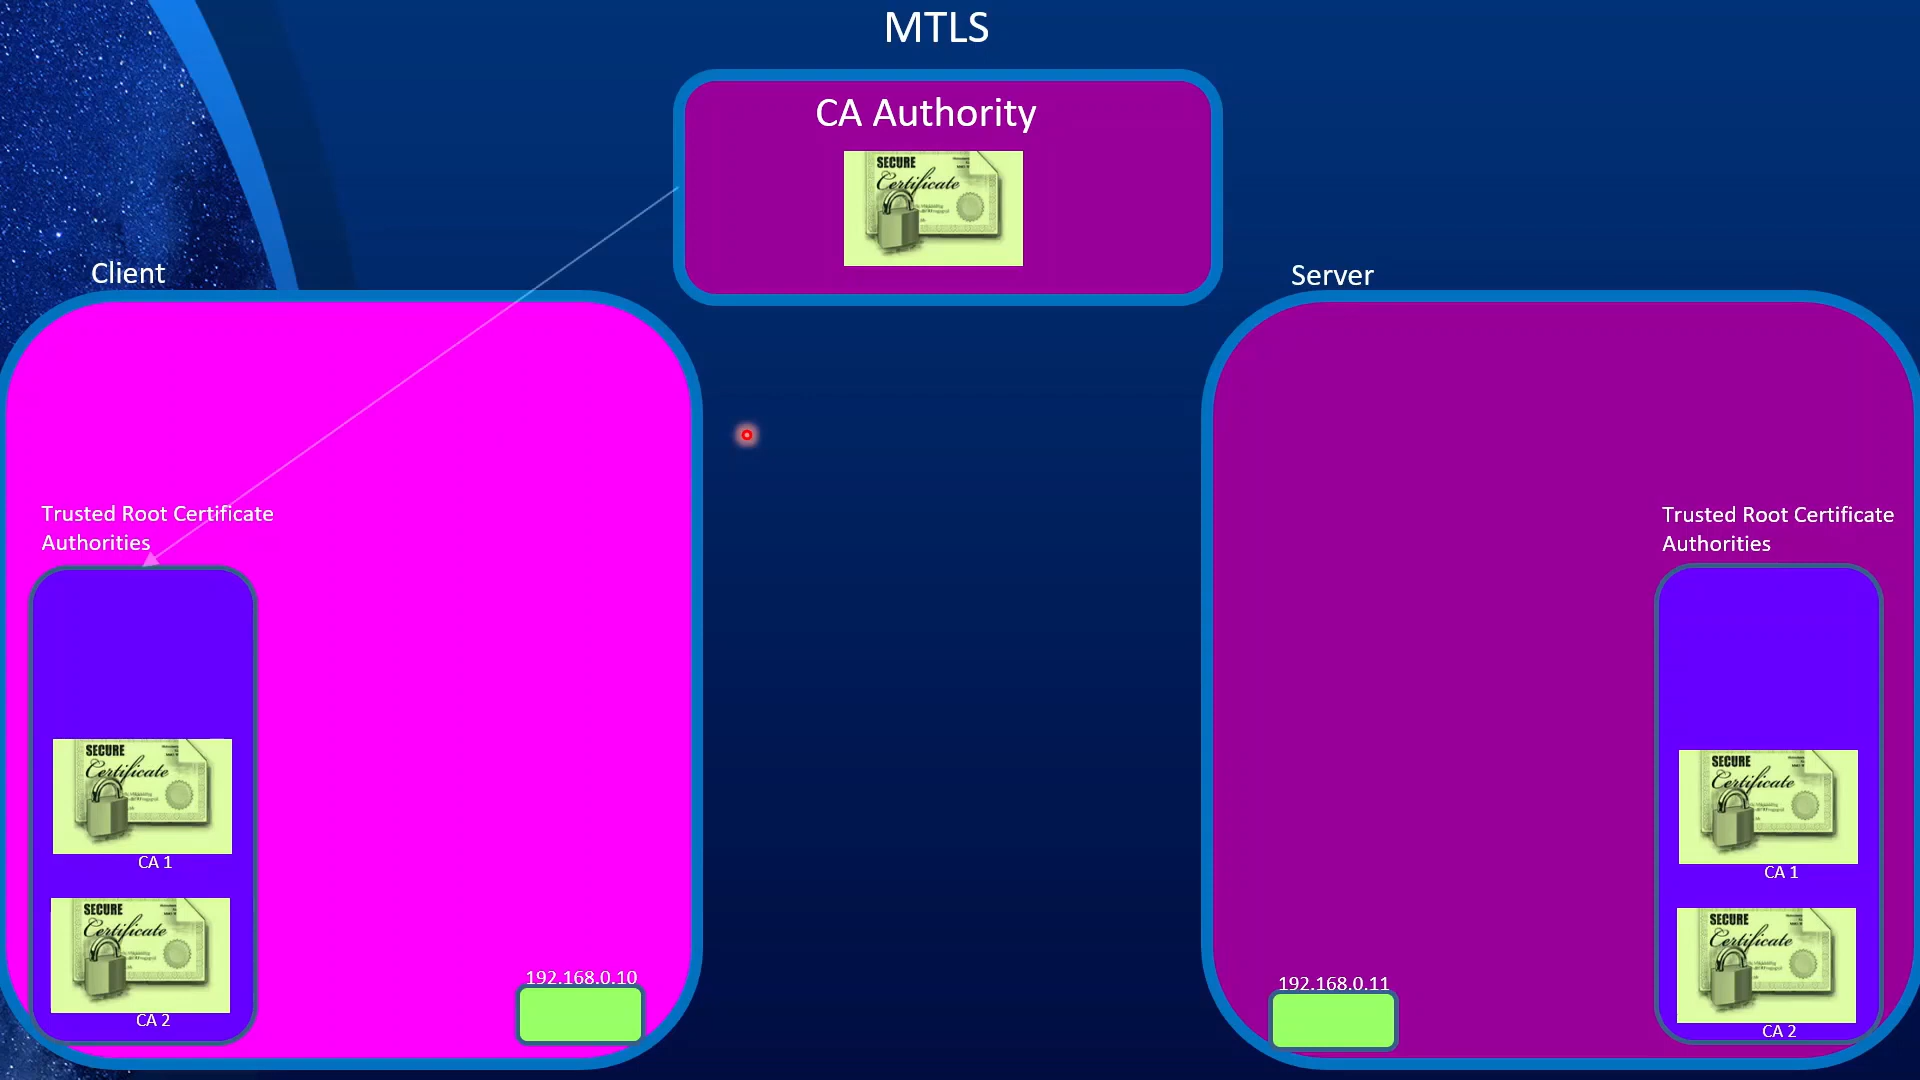 MTLS
CA Authority
SECURE
Certificate
Client
Server
Trusted Root Certificate
Authorities
SECURE
Certificate
CA 1
SECURE
Certificate
CA 2
192.168.0.10
192.168.0.11
Trusted Root Certificate
Authorities
SECURE
Certificate
CA 1
SECURE
Certificate
CA 2